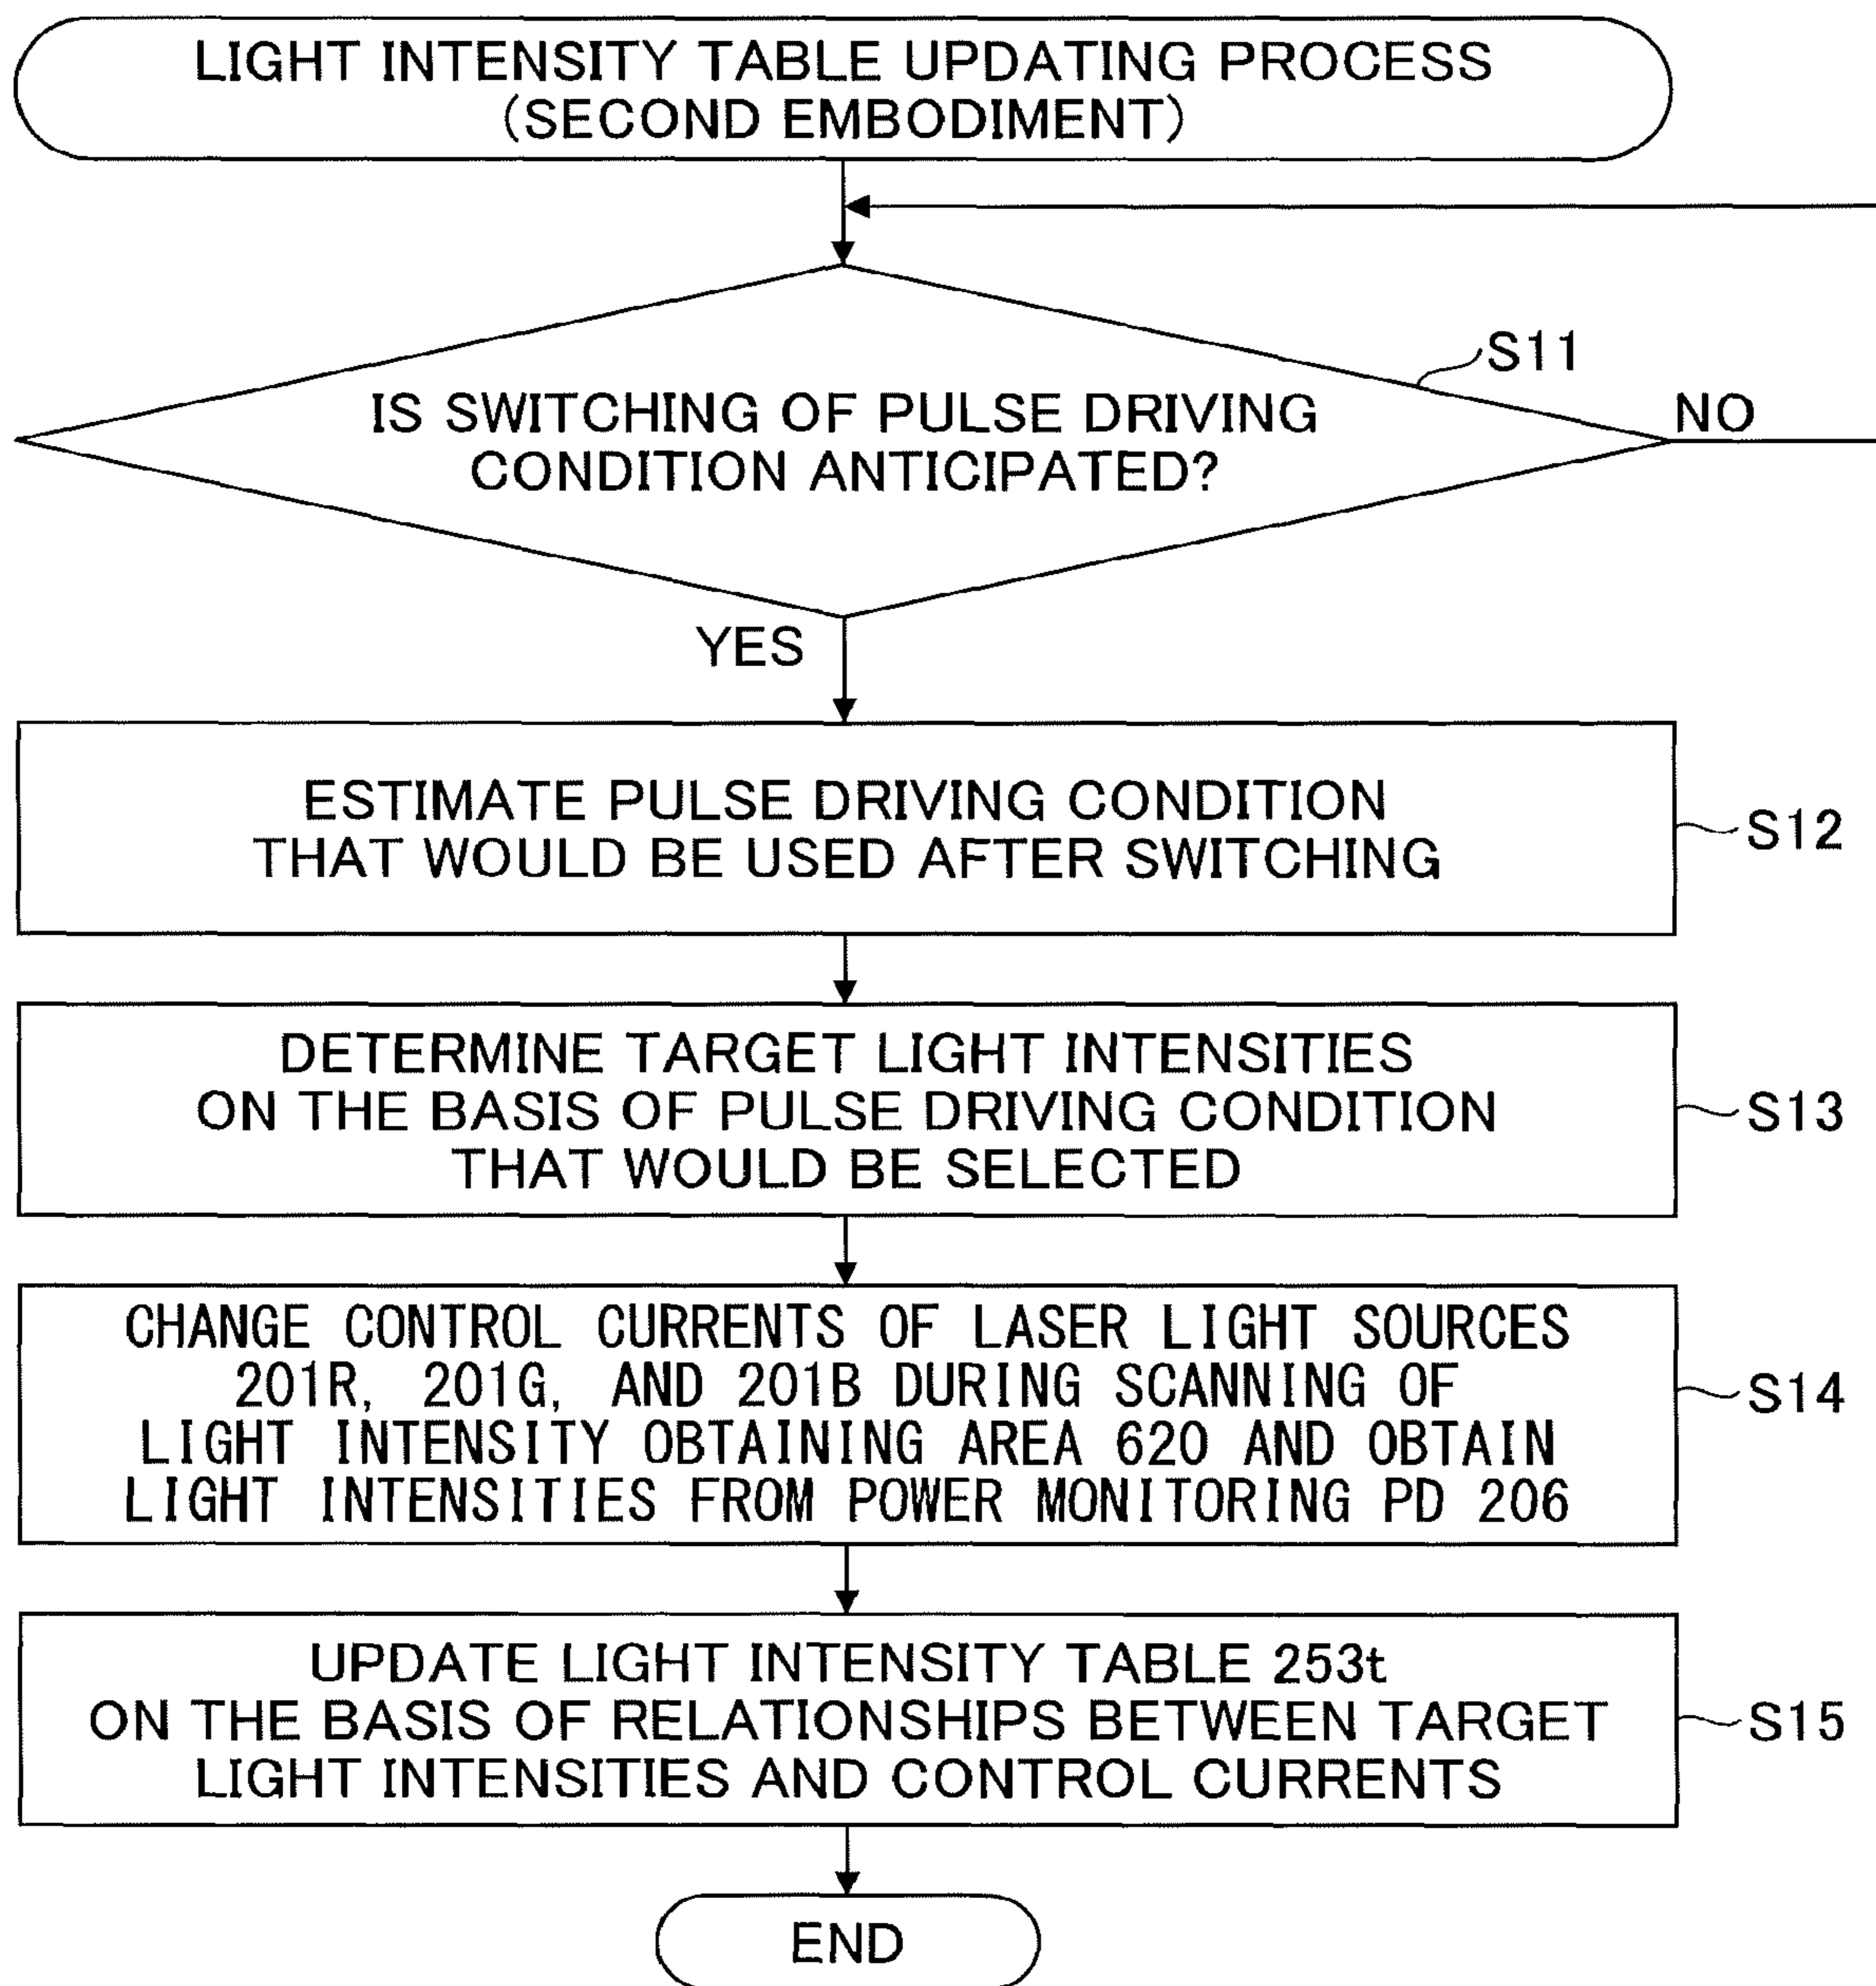 LIGHT INTENSITY TABLE UPDATING PROCESS
(SECOND EMBODIMENT)
S11
IS SWITCHING OF PULSE DRIVING
CONDITION ANTICIPATED?
NO
YES
ESTIMATE PULSE DRIVING CONDITION
THAT WOULD BE USED AFTER SWITCHING
S12
DETERMINE TARGET LIGHT INTENSITIES
ON THE BASIS OF PULSE DRIVING CONDITION
THAT WOULD BE SELECTED
S13
CHANGE CONTROL CURRENTS OF LASER LIGHT SOURCES
201R, 201G, AND 201B DURING SCANNING OF
LIGHT INTENSITY OBTAINING AREA 620 AND OBTAIN
LIGHT INTENSITIES FROM POWER MONITORING PD 206
S14
UPDATE LIGHT INTENSITY TABLE 253t
ON THE BASIS OF RELATIONSHIPS BETWEEN TARGET
LIGHT INTENSITIES AND CONTROL CURRENTS
S15
END